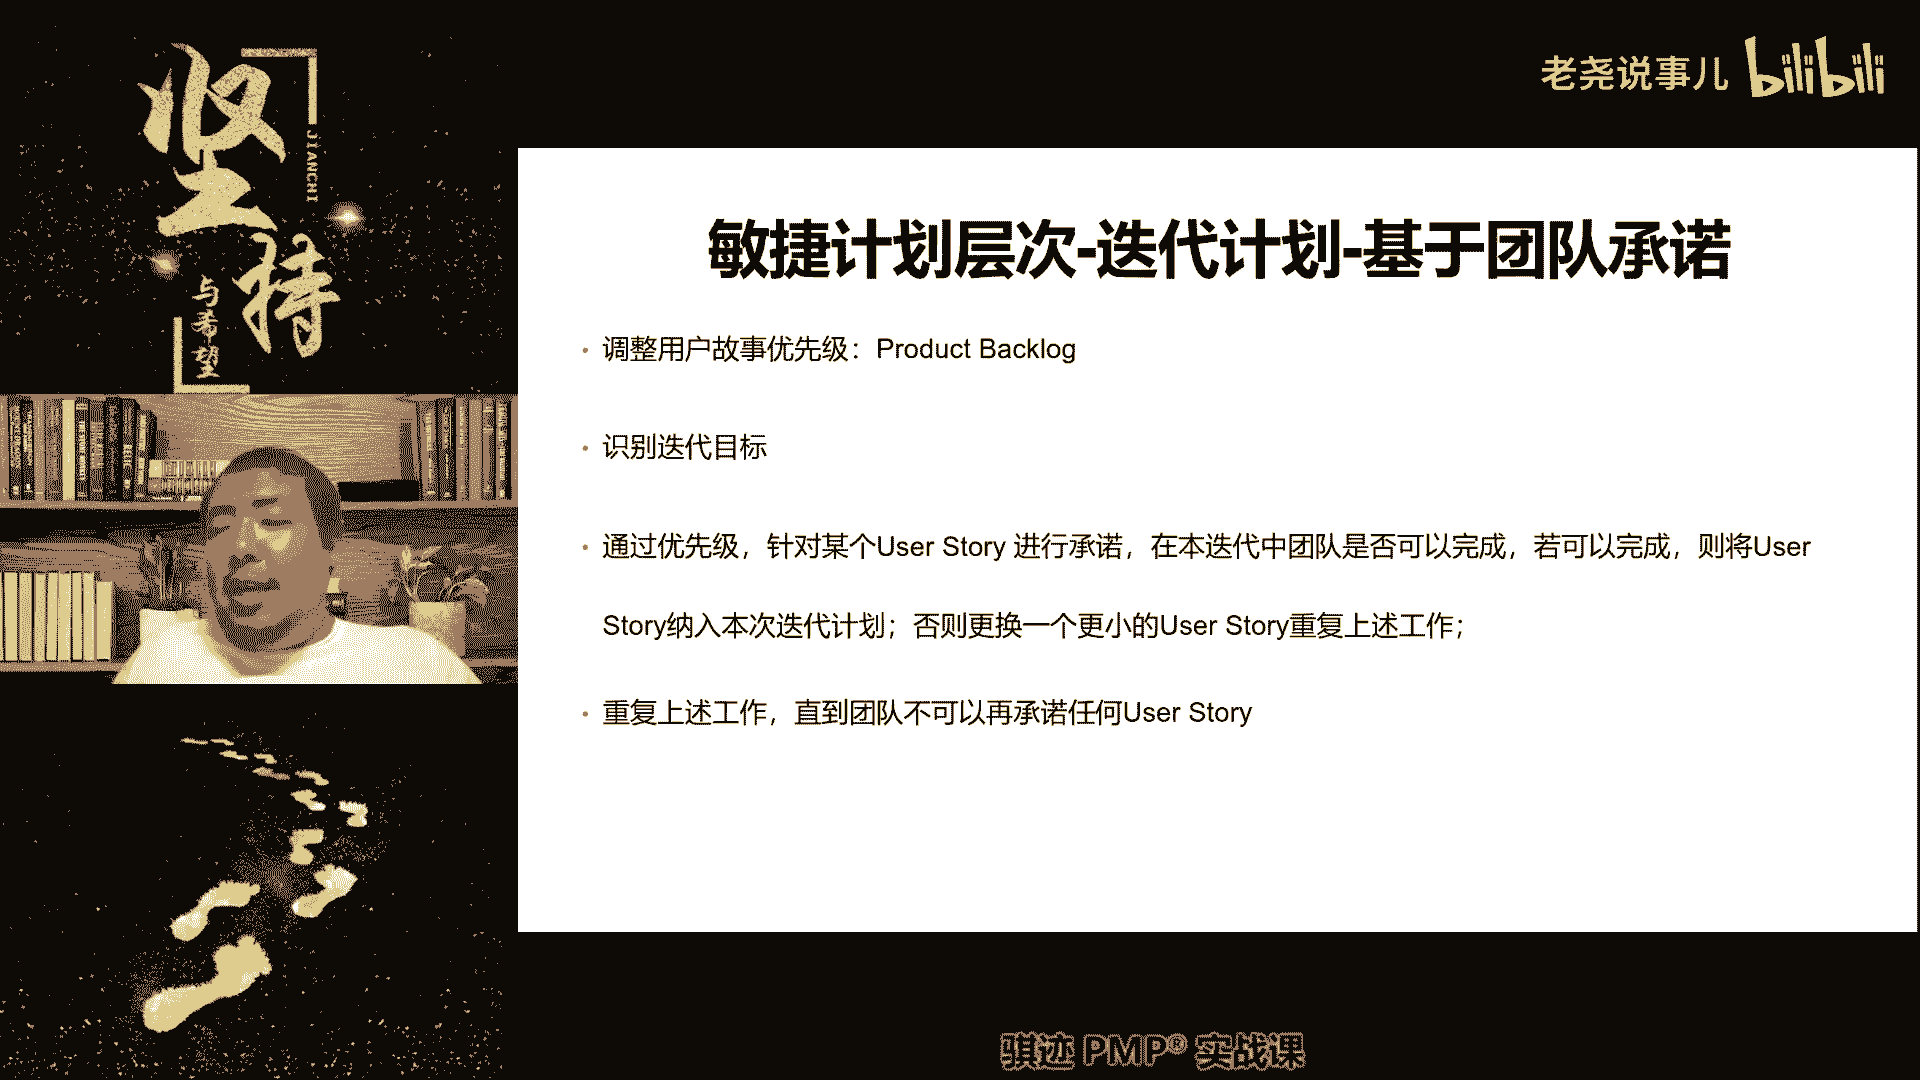 坚持
JIANCHI
与希望
老尧说事儿 bilibili
敏捷计划层次-迭代计划-基于团队承诺
· 调整用户故事优先级：Product Backlog
· 识别迭代目标
· 通过优先级，针对某个User Story 进行承诺，在本迭代中团队是否可以完成，若可以完成，则将User
Story纳入本次迭代计划；否则更换一个更小的User Story重复上述工作；
· 重复上述工作，直到团队不可以再承诺任何User Story
骐迹 PMP® 实战课